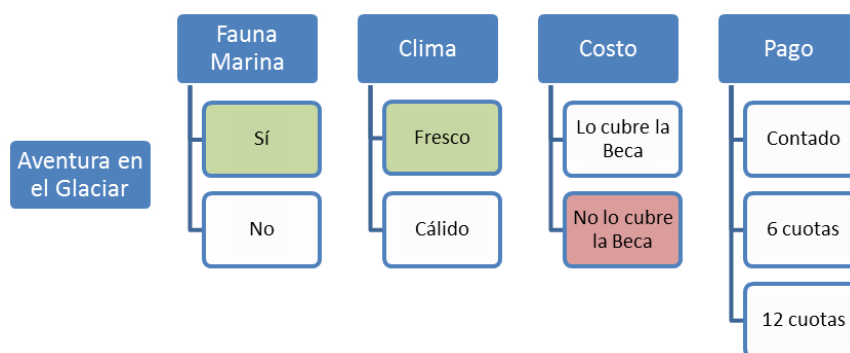 Fauna
Marina
Clima
Costo
Pago
Aventura en
el Glaciar
Sí
No
Fresco
Cálido
Lo cubre la
Beca
No lo cubre
la Beca
Contado
6 cuotas
12 cuotas